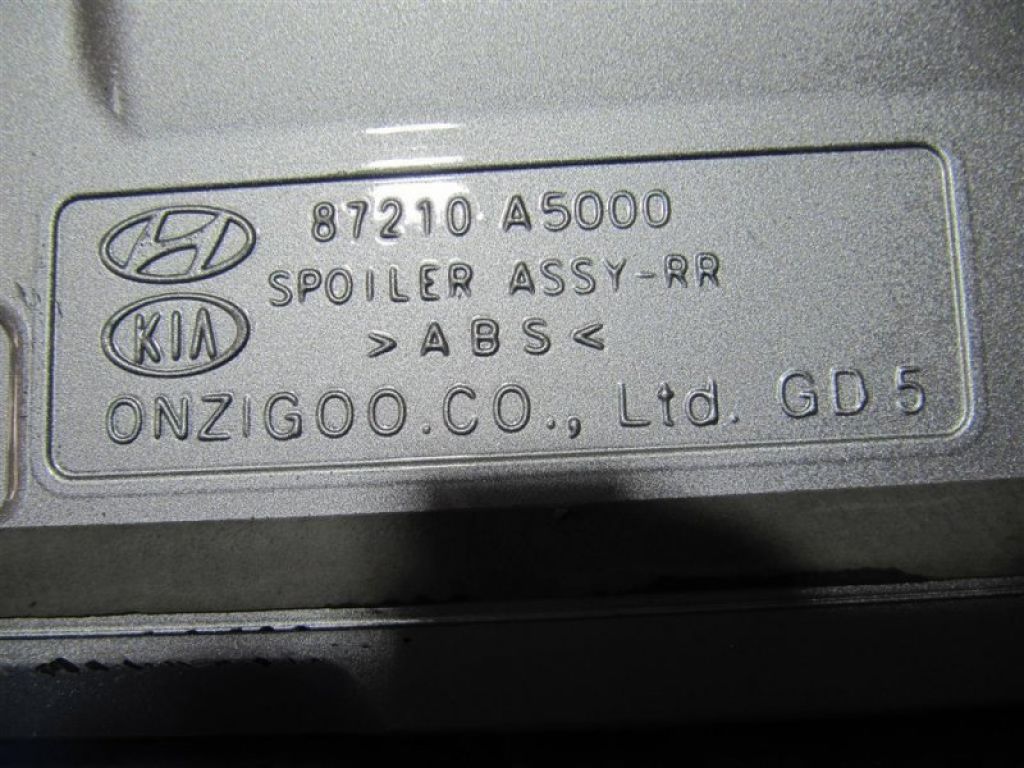 87210 A5000
SPOILER ASSY-RR
KIA
>ABS<
ONZIGOO.CO., Ltd. GD5